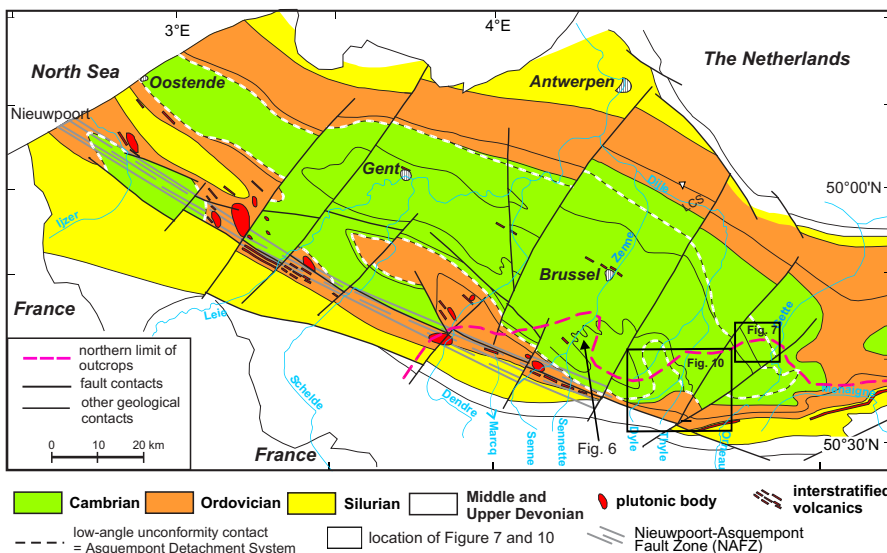 3°E
4°E
The Netherlands
North Sea
Oostende
Antwerpen
Nieuwpoort
Gent
Dijk
50°00'N
CS
Ijzer
Zenne
Brussel
France
Leie
Fig. 7
Fig. 10
northern limit of
outcrops
fault contacts
other geological
contacts
0 10 20 km
Schelde
Dendre
Marcq
Senne
Sennette
Fig. 6
Dyle
Thyle
France
50°30'N
Cambrian
Ordovician
Silurian
Middle and
Upper Devonian
plutonic body
interstratified
volcanics
low-angle unconformity contact
= Asquempont Detachment System
location of Figure 7 and 10
Nieuwpoort-Asquempont
Fault Zone (NAFZ)